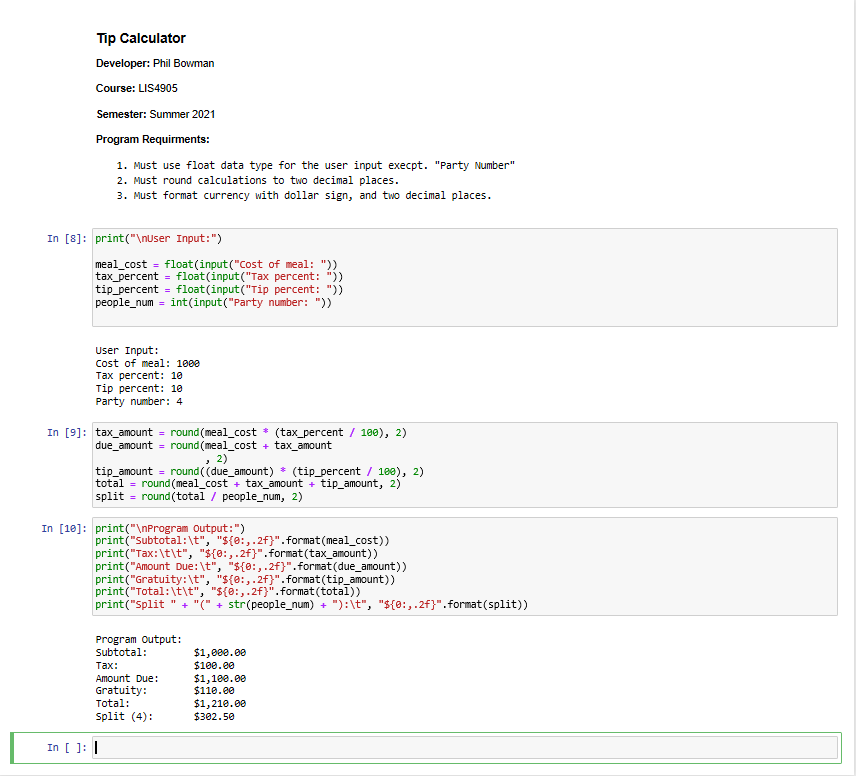 Tip Calculator
Developer: Phil Bowman
Course: LIS4905
Semester: Summer 2021
Program Requirments:
1. Must use float data type for the user input execpt. "Party Number"
2. Must round calculations to two decimal places.
3. Must format currency with dollar sign, and two decimal places.
In [8]: print("\nUser Input:")
meal_cost = float(input("Cost of meal: "))
tax_percent = float(input("Tax percent: "))
tip_percent = float(input("Tip percent: "))
people_num = int(input("Party number: "))
User Input:
Cost of meal: 1000
Tax percent: 10
Tip percent: 10
Party number: 4
In [9]: tax_amount = round(meal_cost * (tax_percent / 100), 2)
due_amount = round(meal_cost + tax_amount
, 2)
tip_amount = round((due_amount) * (tip_percent / 100), 2)
total = round(meal_cost + tax_amount + tip_amount, 2)
split = round(total / people_num, 2)
In [10]: print("\nProgram Output:")
print("Subtotal:\t", "${0:,.2f}".format(meal_cost))
print("Tax:\t\t", "${0:,.2f}".format(tax_amount))
print("Amount Due:\t", "${0:,.2f}".format(due_amount))
print("Gratuity:\t", "${0:,.2f}".format(tip_amount))
print("Total:\t\t", "${0:,.2f}".format(total))
print("Split " + "(" + str(people_num) + "):\t", "${0:,.2f}".format(split))
Program Output:
Subtotal: $1,000.00
Tax: $100.00
Amount Due: $1,100.00
Gratuity: $110.00
Total: $1,210.00
Split (4): $302.50
In [ ]: